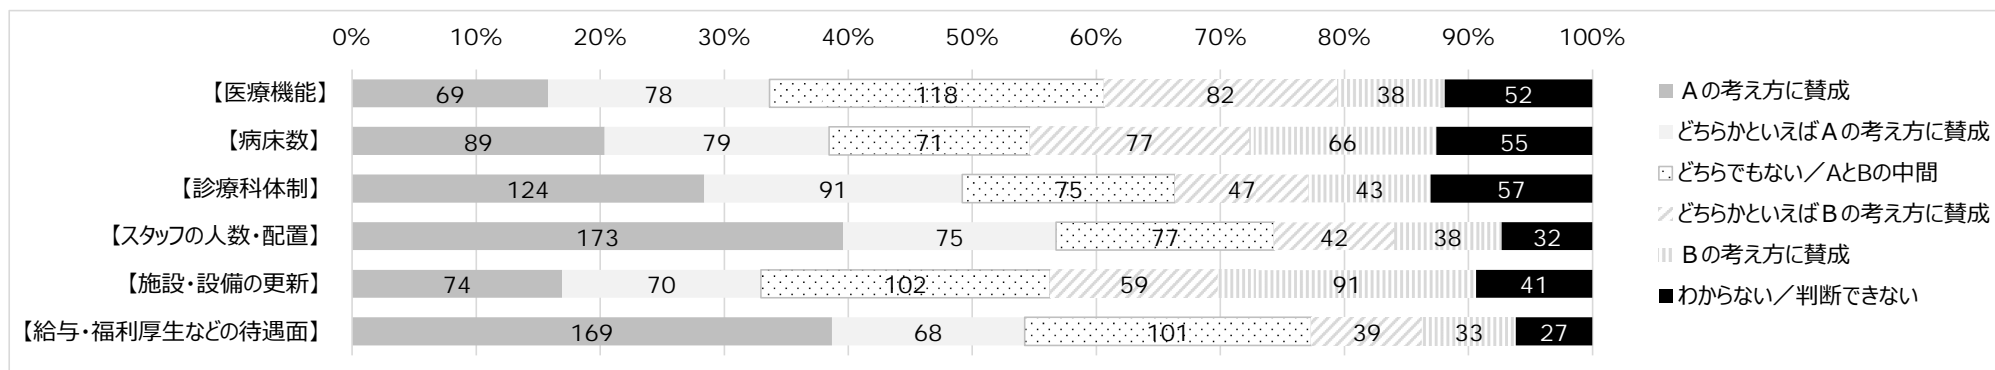 0% 10% 20% 30% 40% 50% 60% 70% 80% 90% 100%
【医療機能】 69 78 118 82 38 52
【病床数】 89 79 71 77 66 55
【診療科体制】 124 91 75 47 43 57
【スタッフの人数・配置】 173 75 77 42 38 32
【施設・設備の更新】 74 70 102 59 91 41
【給与・福利厚生などの待遇面】 169 68 101 39 33 27
Ａの考え方に賛成
どちらかといえばＡの考え方に賛成
どちらでもない／AとBの中間
どちらかといえばＢの考え方に賛成
Ｂの考え方に賛成
わからない／判断できない